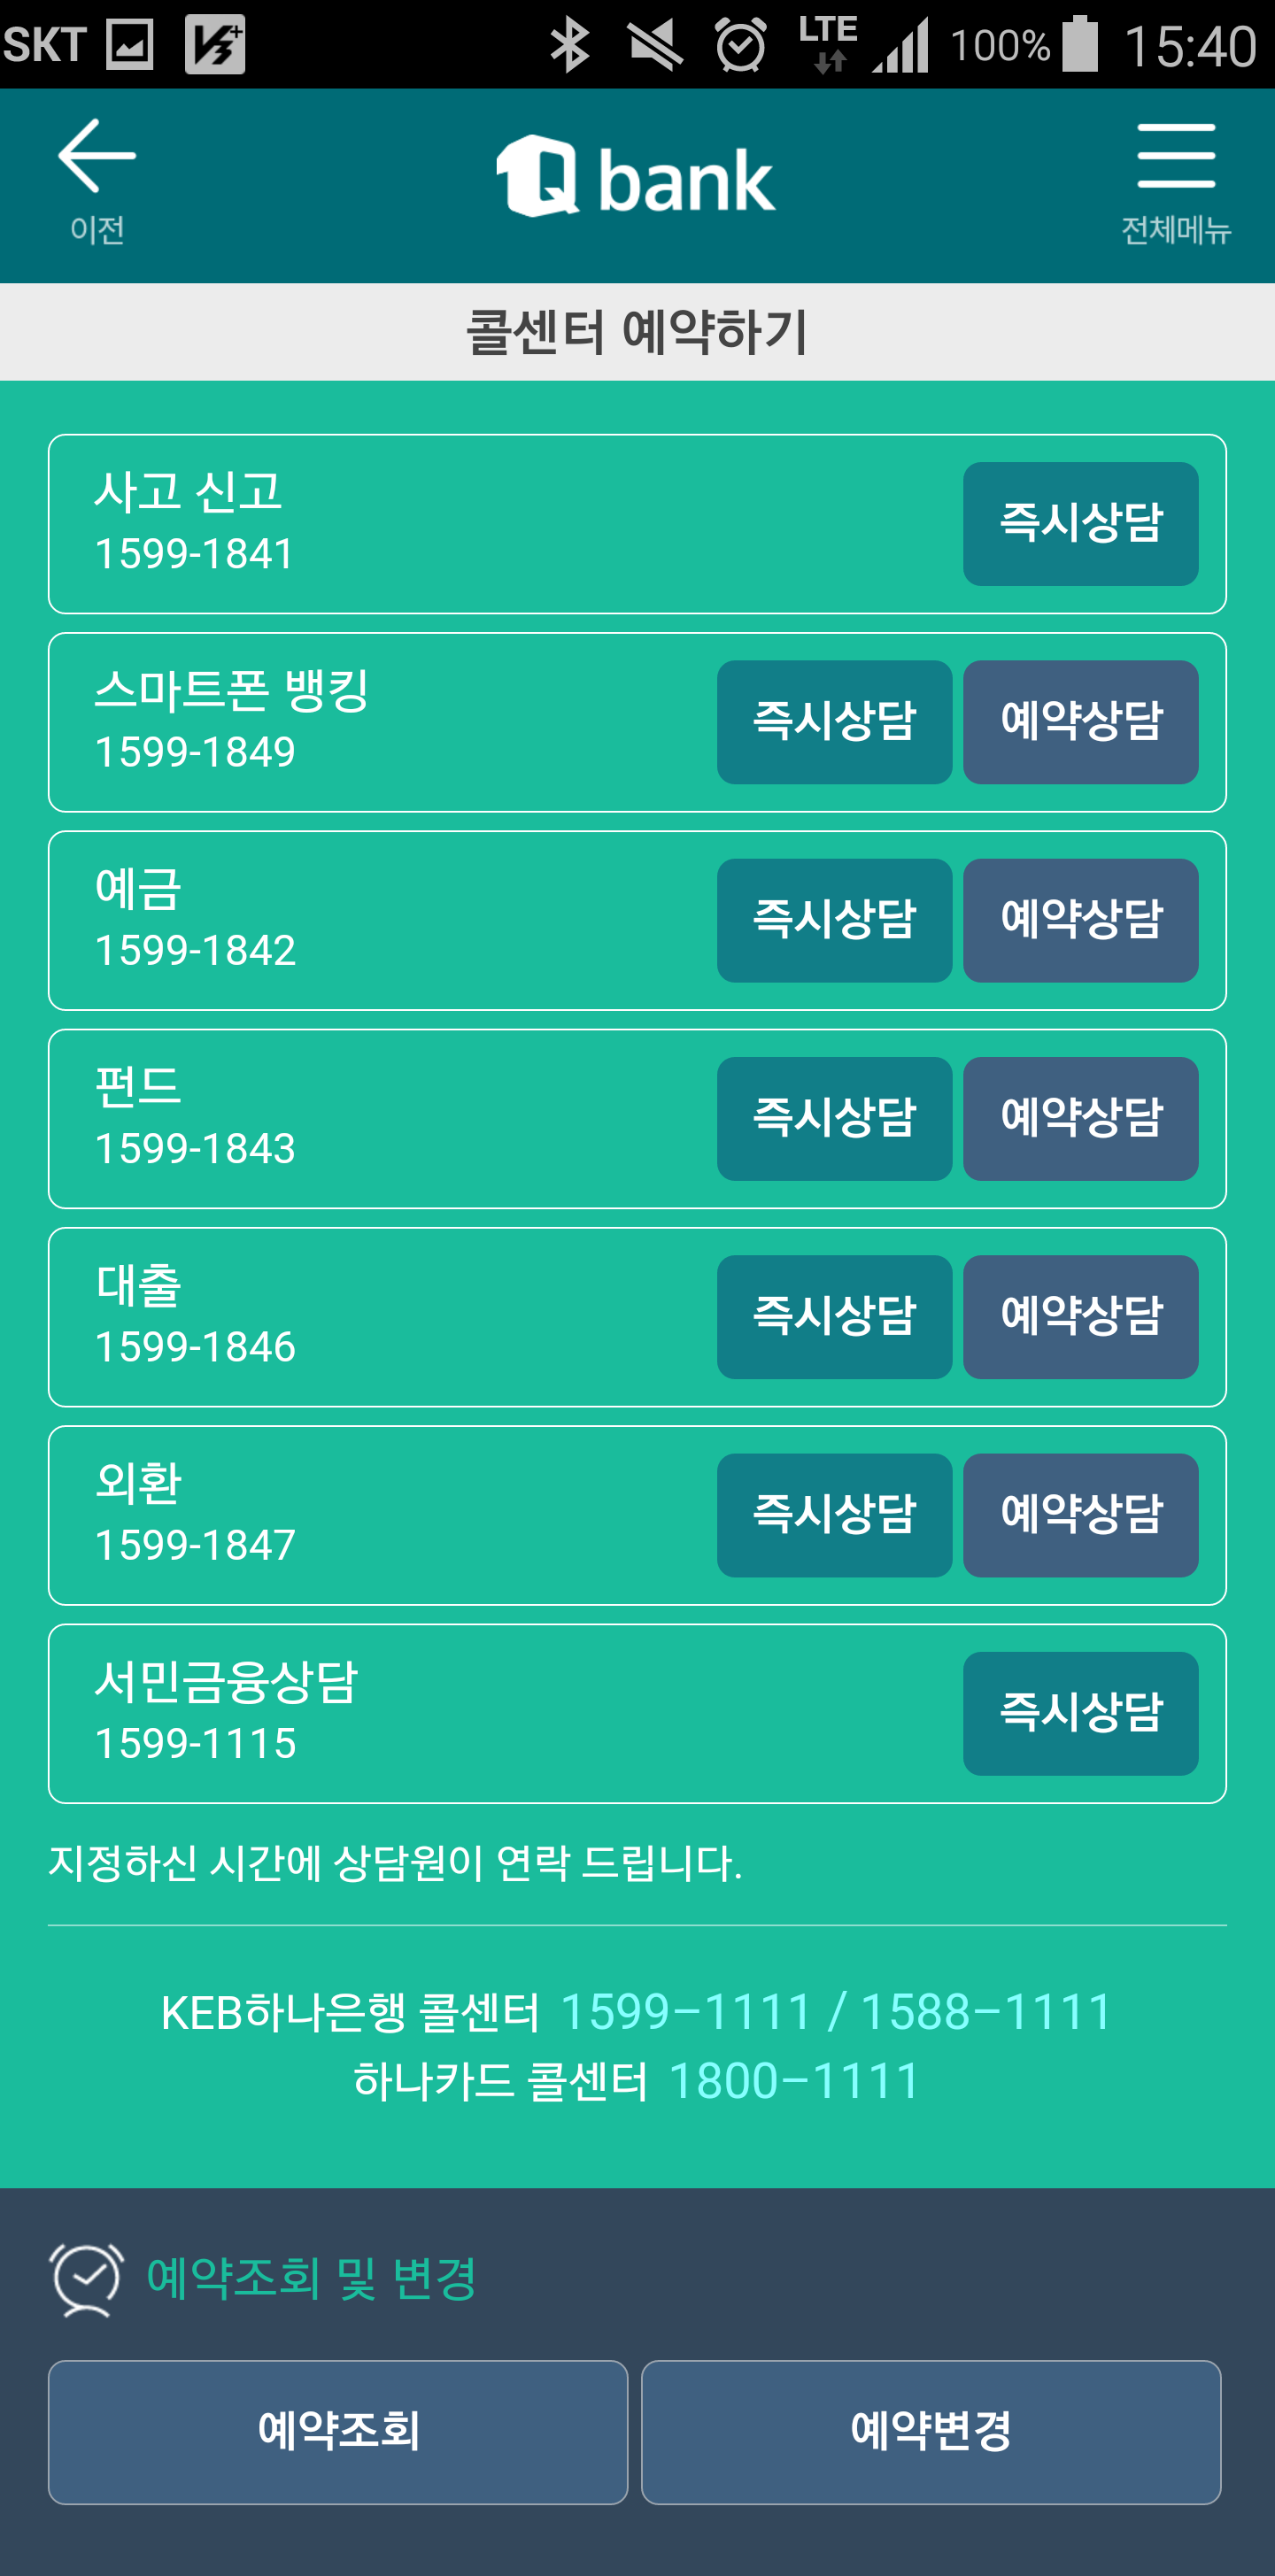 SKT LTE 100% 15:40
이전
1Q bank
전체메뉴
콜센터 예약하기
사고 신고
1599-1841
즉시상담
스마트폰 뱅킹
1599-1849
즉시상담 예약상담
예금
1599-1842
즉시상담 예약상담
펀드
1599-1843
즉시상담 예약상담
대출
1599-1846
즉시상담 예약상담
외환
1599-1847
즉시상담 예약상담
서민금융상담
1599-1115
즉시상담
지정하신 시간에 상담원이 연락 드립니다.
KEB하나은행 콜센터 1599-1111 / 1588-1111
하나카드 콜센터 1800-1111
예약조회 및 변경
예약조회 예약변경